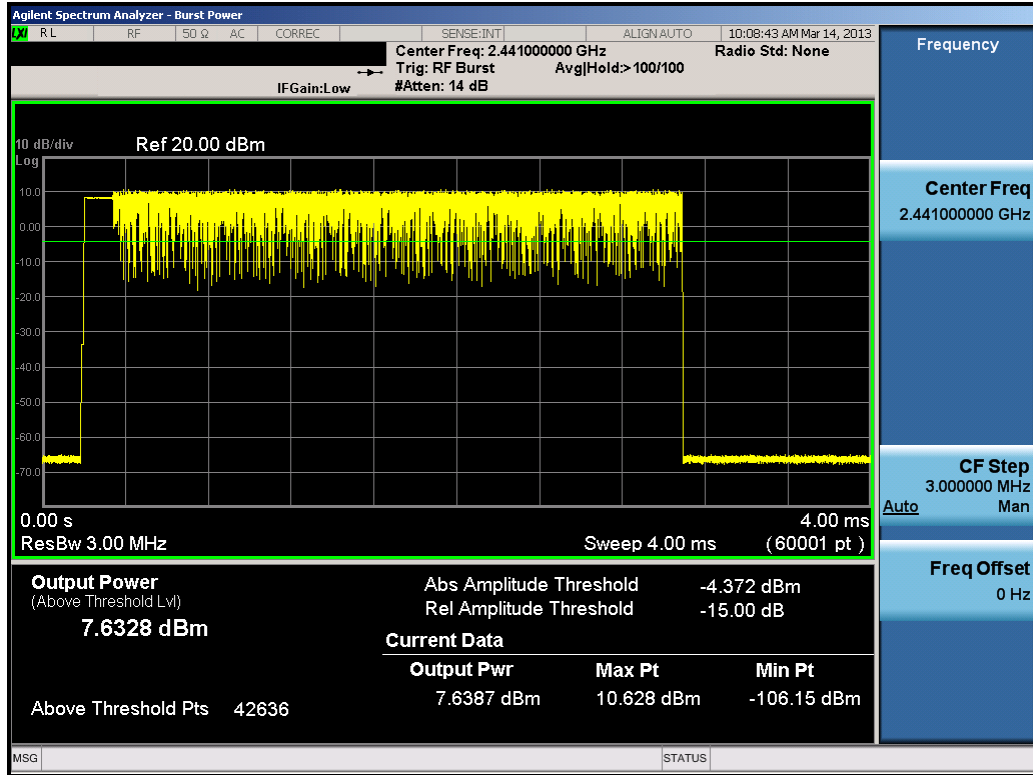 Agilent Spectrum Analyzer - Burst Power
LXI RL RF 50 Ω AC CORREC SENSE:INT ALIGN AUTO 10:08:43 AM Mar 14, 2013
Center Freq: 2.441000000 GHz Radio Std: None
Trig: RF Burst Avg|Hold:>100/100
IFGain:Low #Atten: 14 dB
10 dB/div Ref 20.00 dBm
Log
10.0
0.00
-10.0
-20.0
-30.0
-40.0
-50.0
-60.0
-70.0
0.00 s 4.00 ms
ResBw 3.00 MHz Sweep 4.00 ms (60001 pt)
Output Power
(Above Threshold Lvl)
7.6328 dBm
Above Threshold Pts 42636
Abs Amplitude Threshold -4.372 dBm
Rel Amplitude Threshold -15.00 dB
Current Data
Output Pwr Max Pt Min Pt
7.6387 dBm 10.628 dBm -106.15 dBm
MSG STATUS
Frequency
Center Freq
2.441000000 GHz
CF Step
3.000000 MHz
Auto Man
Freq Offset
0 Hz